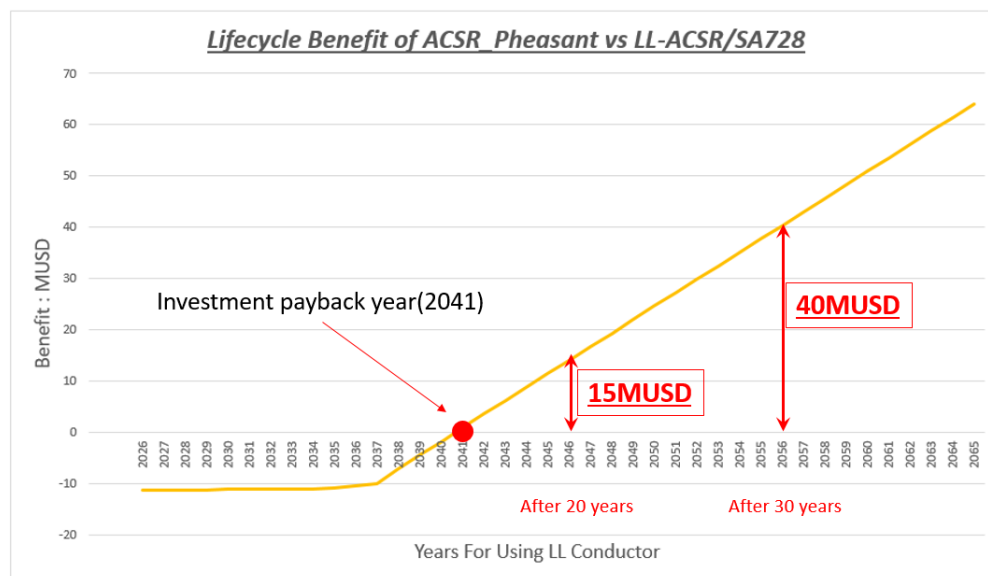 Lifecycle Benefit of ACSR_Pheasant vs LL-ACSR/SA728
70
60
50
40
30
20
10
0
-10
-20
Benefit : MUSD
Investment payback year(2041)
15MUSD
40MUSD
2026 2027 2028 2029 2030 2031 2032 2033 2034 2035 2036 2037 2038 2039 2040 2041 2042 2043 2044 2045 2046 2047 2048 2049 2050 2051 2052 2053 2054 2055 2056 2057 2058 2059 2060 2061 2062 2063 2064 2065
After 20 years
After 30 years
Years For Using LL Conductor